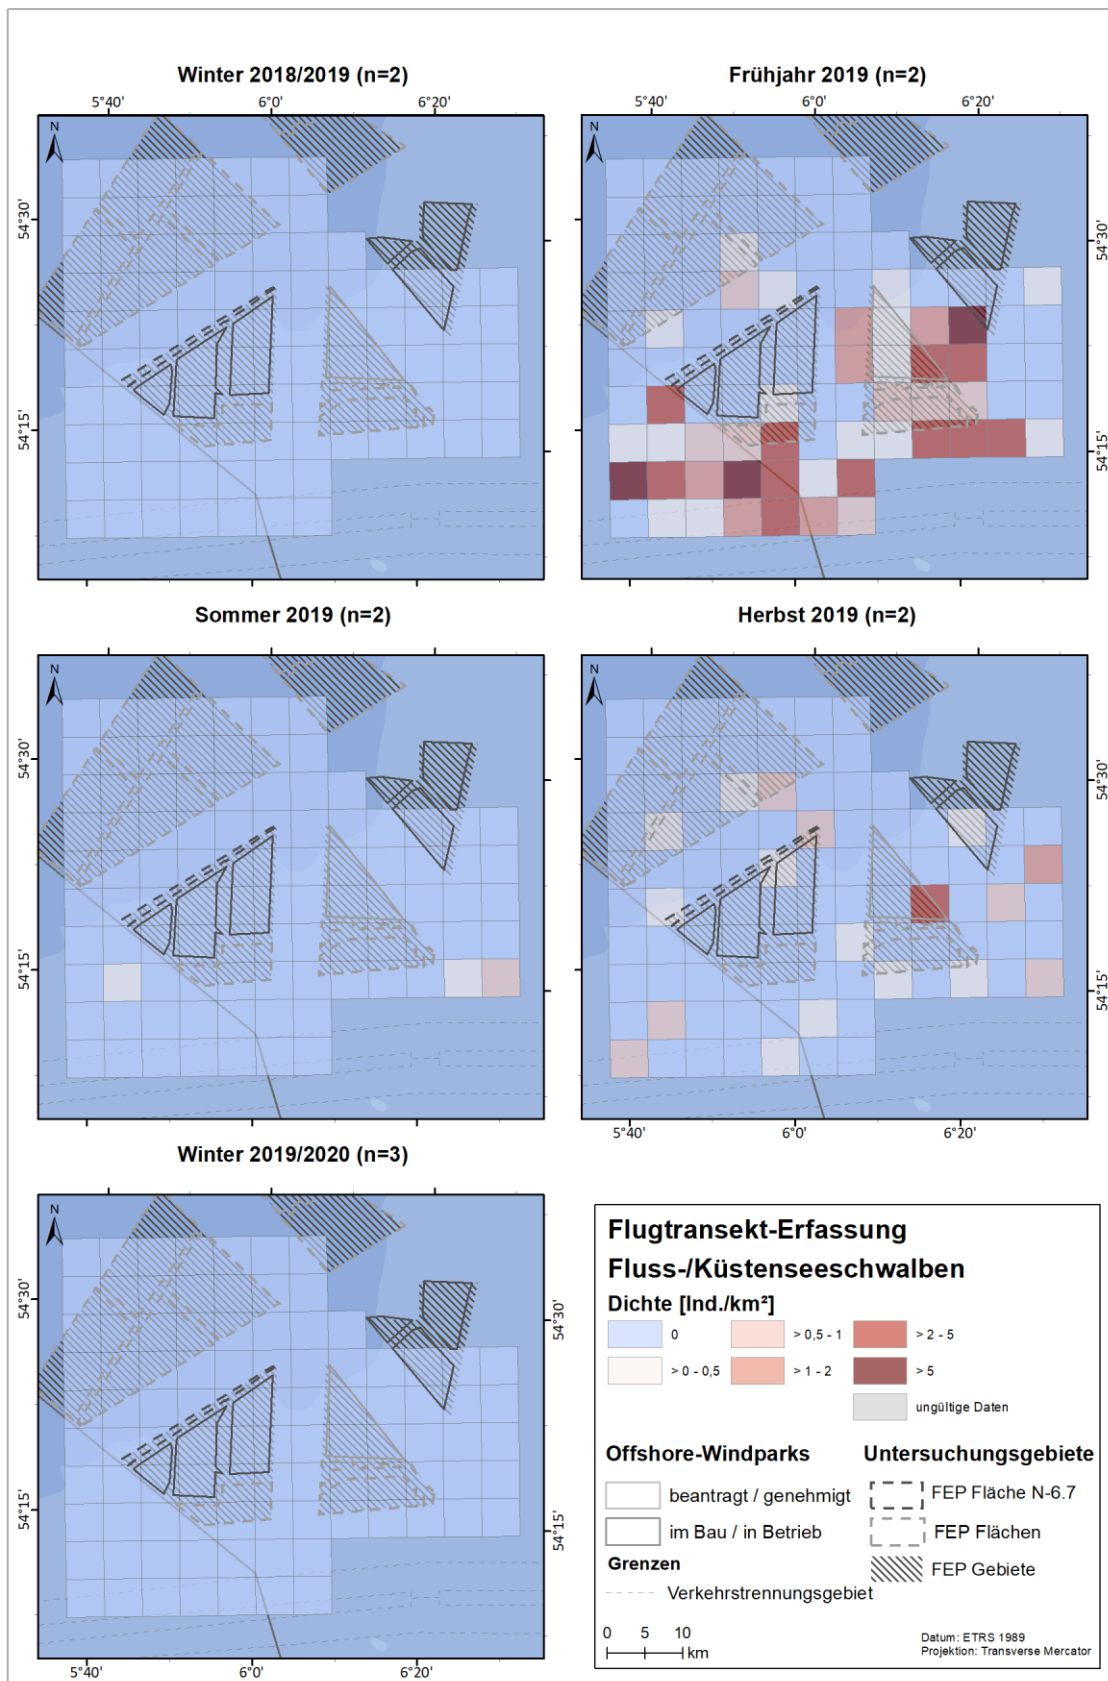 Winter 2018/2019 (n=2)
5°40' 6°0' 6°20'
N
54°30'
54°15'
Frühjahr 2019 (n=2)
5°40' 6°0' 6°20'
N
54°30'
54°15'
5°40' 6°0' 6°20'
Sommer 2019 (n=2)
N
54°30'
54°15'
Herbst 2019 (n=2)
N
54°30'
54°15'
5°40' 6°0' 6°20'
Winter 2019/2020 (n=3)
N
54°30'
54°15'
54°30'
54°15'
5°40' 6°0' 6°20'
Flugtransekt-Erfassung
Fluss-/Küstenseeschwalben
Dichte [Ind./km²]
0 > 0,5 - 1 > 2 - 5
> 0 - 0,5 > 1 - 2 > 5
ungültige Daten
Offshore-Windparks
beantragt / genehmigt
im Bau / in Betrieb
Grenzen
Verkehrstrennungsgebiet
Untersuchungsgebiete
FEP Fläche N-6.7
FEP Flächen
FEP Gebiete
0 5 10
km
Datum: ETRS 1989
Projektion: Transverse Mercator